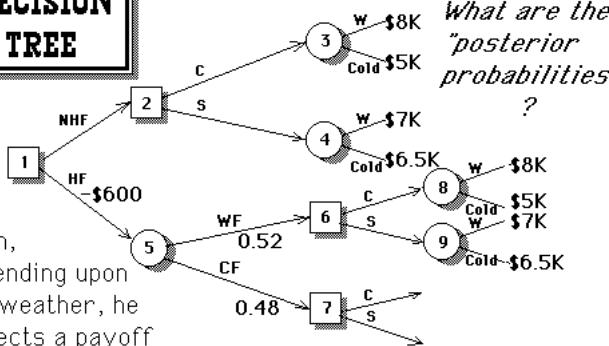 ECISION
TREE
What are the
"posterior
probabilities
?
NHF
HF
-$600
1
2
C
S
3
W
$8K
Cold
$5K
4
W
$7K
Cold
$6.5K
5
WF
0.52
CF
0.48
6
C
S
8
W
$8K
Cold
$5K
9
W
$7K
Cold
$6.5K
7
C
S
n,
ending upon
weather, he
ects a payoff